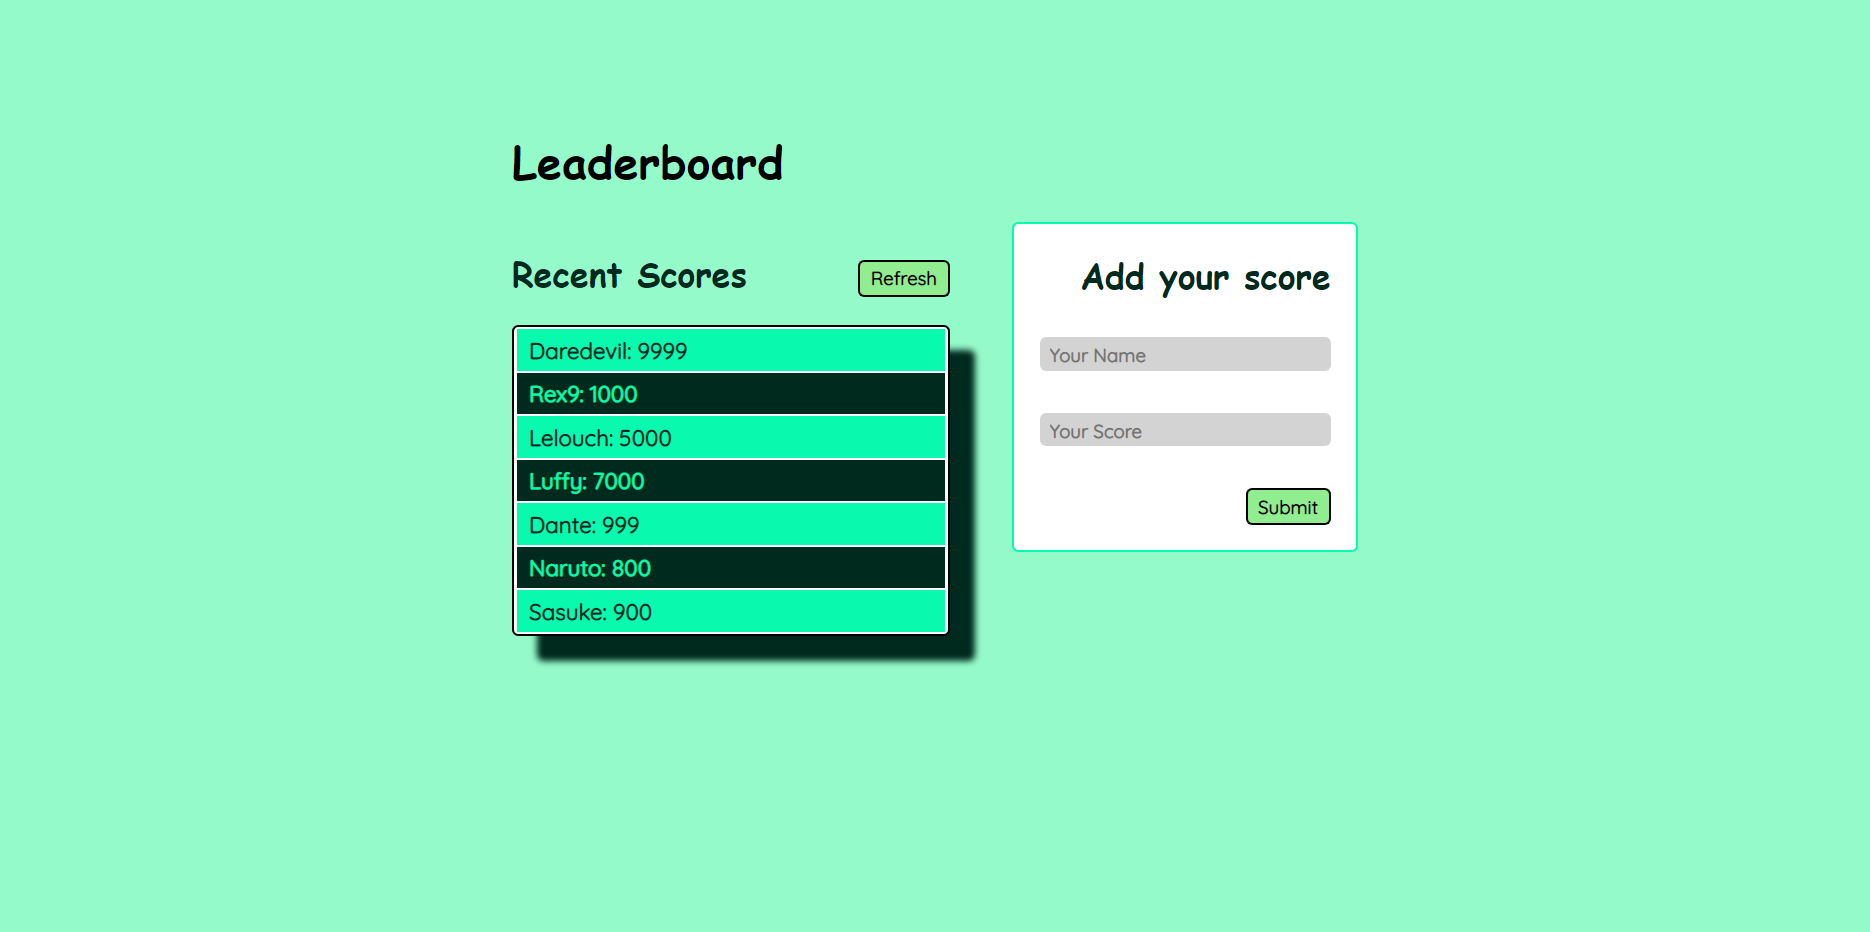 Leaderboard
Recent Scores
Refresh
Daredevil: 9999
Rex9: 1000
Lelouch: 5000
Luffy: 7000
Dante: 999
Naruto: 800
Sasuke: 900
Add your score
Your Name
Your Score
Submit